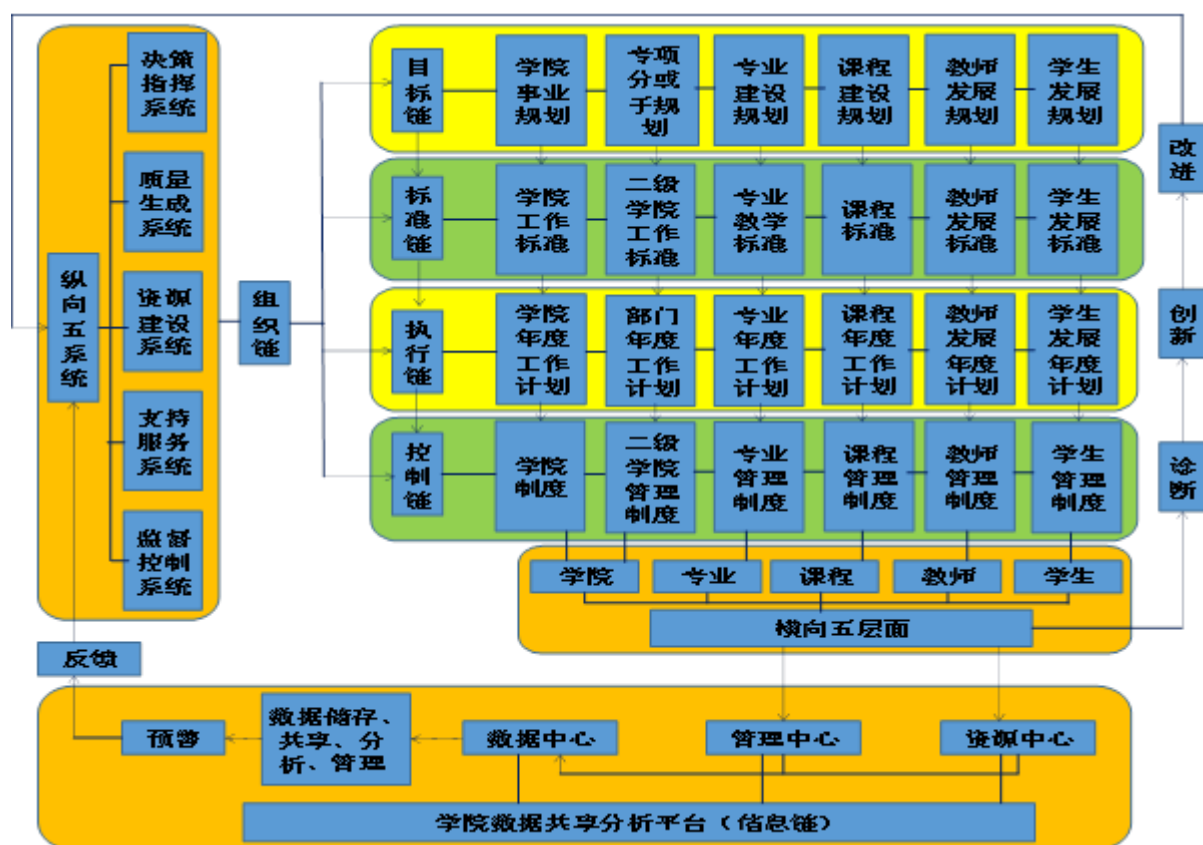 决策
指挥
系统
质量
生成
系统
纵
向
五
系
统
资源
建设
系统
支持
服务
系统
监督
控制
系统
组
织
链
目
标
链
学院
事业
规划
专项
分或
子规
划
专业
建设
规划
课程
建设
规划
教师
发展
规划
学生
发展
规划
标
准
链
学院
工作
标准
二级
学院
工作
标准
专业
教学
标准
课程
标准
教师
发展
标准
学生
发展
标准
执
行
链
学院
年度
工作
计划
部门
年度
工作
计划
专业
年度
工作
计划
课程
年度
工作
计划
教师
发展
年度
计划
学生
发展
年度
计划
控
制
链
学院
制度
二级
学院
管理
制度
专业
管理
制度
课程
管理
制度
教师
管理
制度
学生
管理
制度
改
进
创
新
诊
断
学院
专业
课程
教师
学生
横向五层面
反馈
预警
数据储存、
共享、分
析、管理
数据中心
管理中心
资源中心
学院数据共享分析平台（信息链）